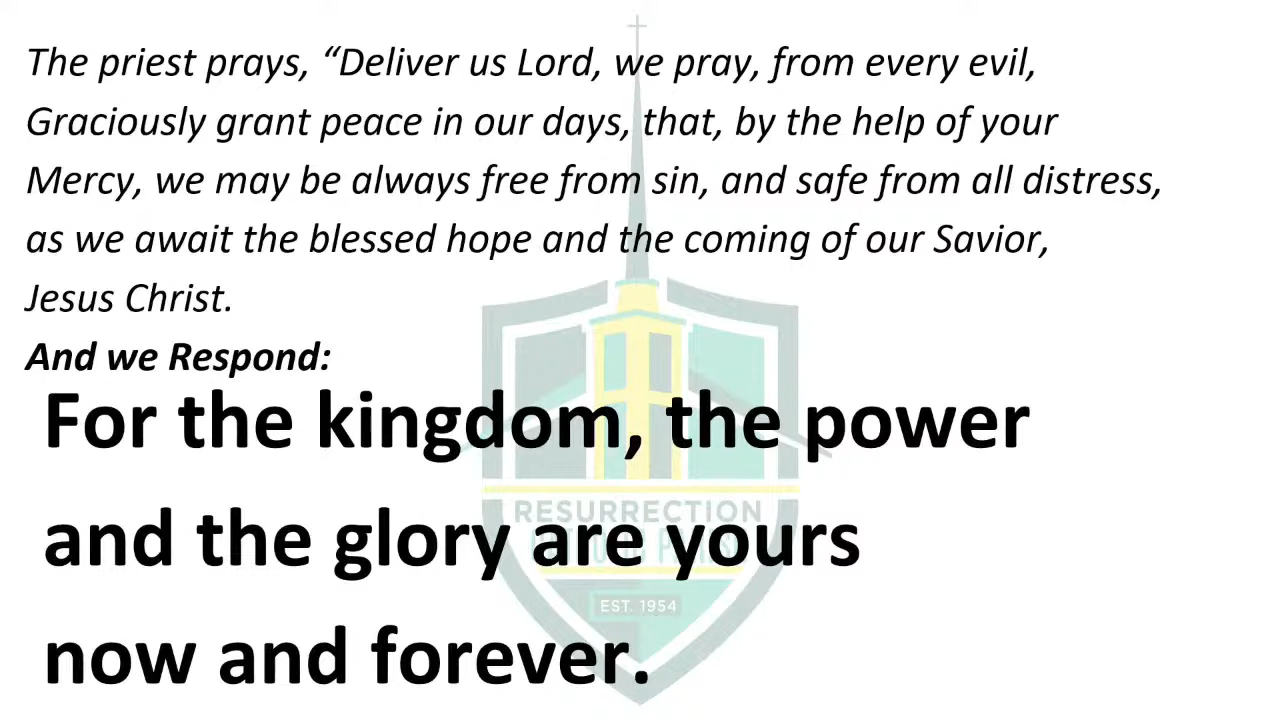 The priest prays, “Deliver us Lord, we pray, from every evil,
Graciously grant peace in our days, that, by the help of your
Mercy, we may be always free from sin, and safe from all distress,
as we await the blessed hope and the coming of our Savior,
Jesus Christ.
And we Respond:
For the kingdom, the power
and the glory are yours
now and forever.
RESURRECTION
EST. 1954